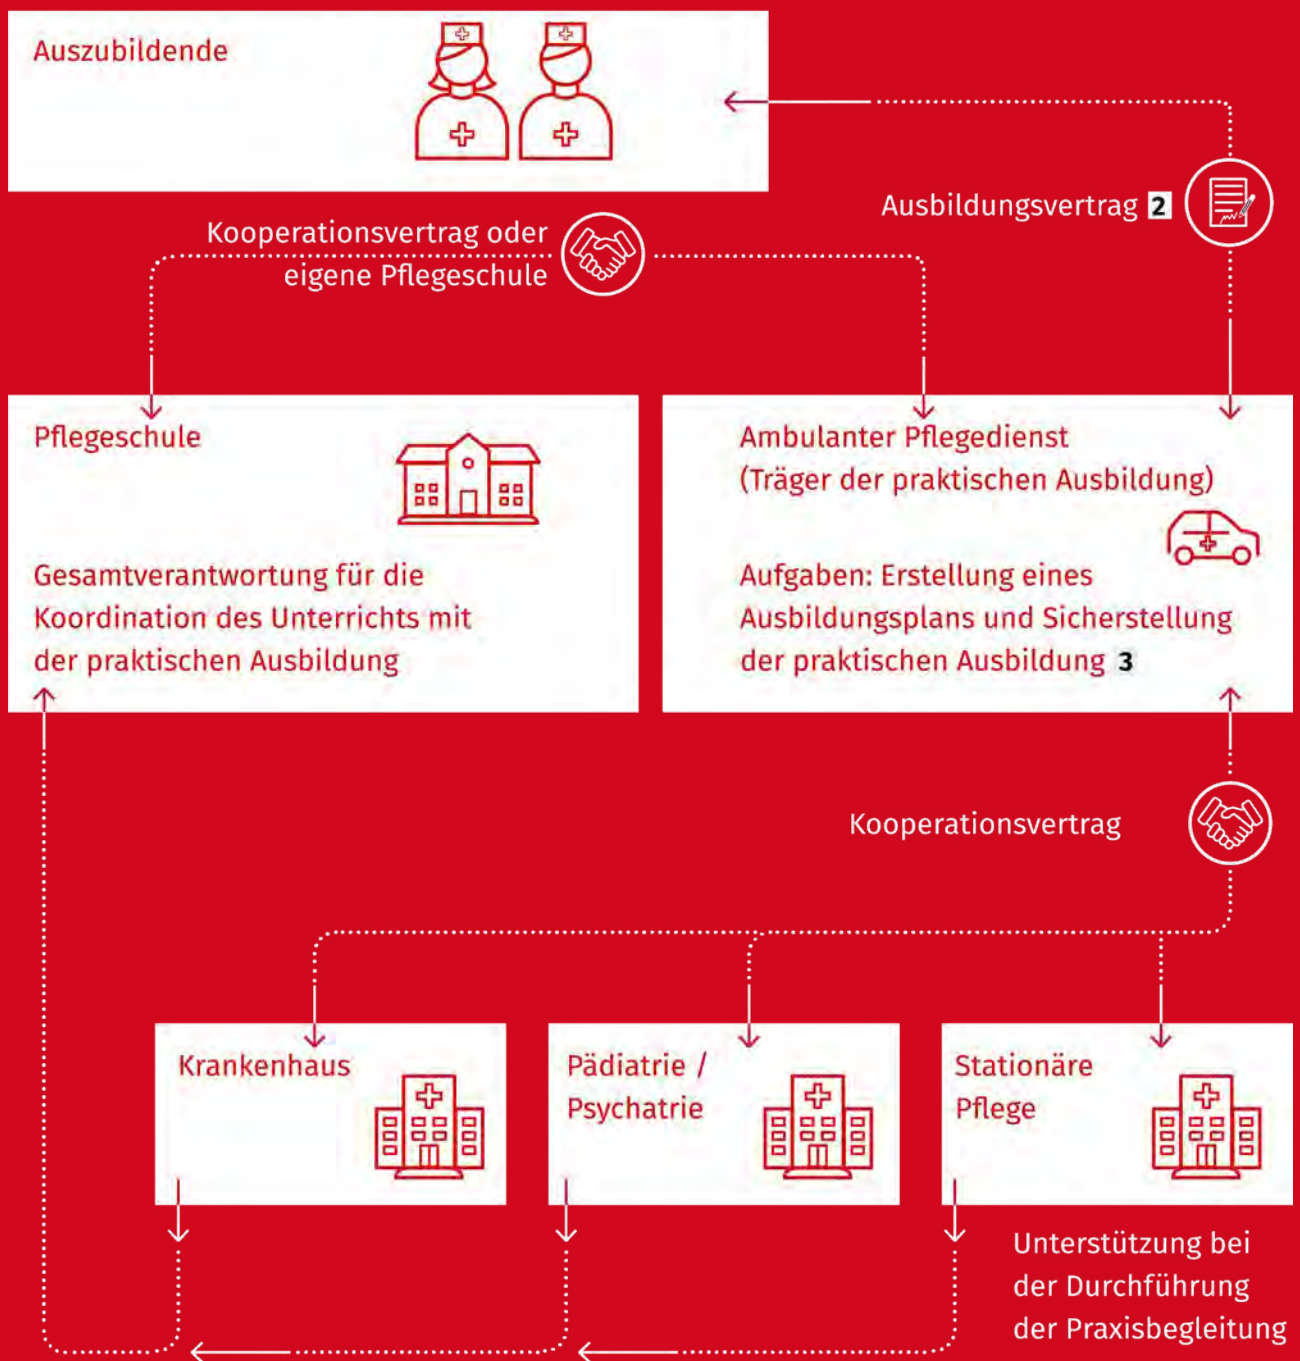 Auszubildende
Ausbildungsvertrag 2
Kooperationsvertrag oder
eigene Pflegeschule
Pflegeschule
Gesamtverantwortung für die
Koordination des Unterrichts mit
der praktischen Ausbildung
Ambulanter Pflegedienst
(Träger der praktischen Ausbildung)
Aufgaben: Erstellung eines
Ausbildungsplans und Sicherstellung
der praktischen Ausbildung 3
Kooperationsvertrag
Krankenhaus
Pädiatrie /
Psychatrie
Stationäre
Pflege
Unterstützung bei
der Durchführung
der Praxisbegleitung